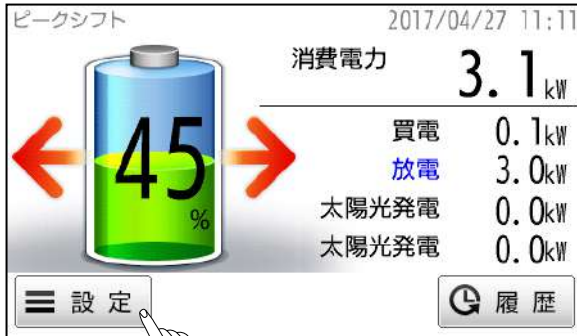 ピークシフト 2017/04/27 11:11
消費電力 3.1kW
45%
買電 0.1kW
放電 3.0kW
太陽光発電 0.0kW
太陽光発電 0.0kW
設定 履歴